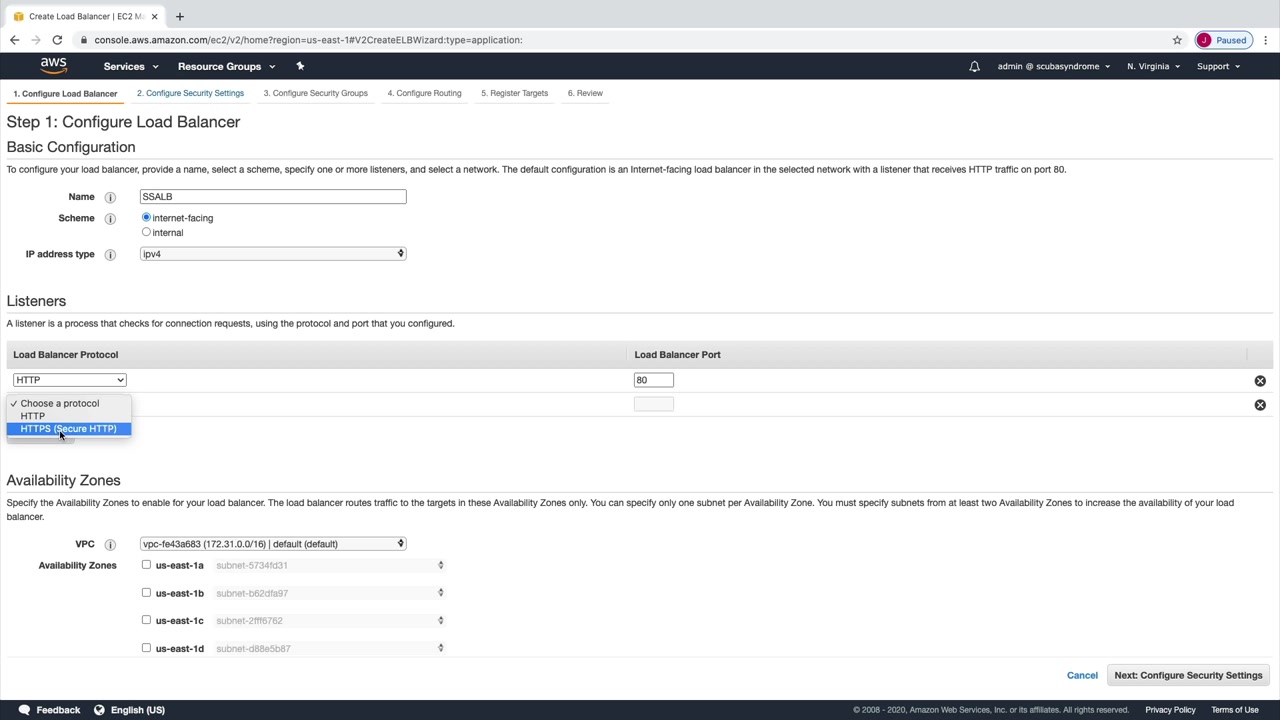 Create Load Balancer | EC2 M
console.aws.amazon.com/ec2/v2/home?region=us-east-1#V2CreateELBWizard:type=application:
J Paused
aws Services Resource Groups admin @ scubasyndrome N. Virginia Support
1. Configure Load Balancer 2. Configure Security Settings 3. Configure Security Groups 4. Configure Routing 5. Register Targets 6. Review
Step 1: Configure Load Balancer
Basic Configuration
To configure your load balancer, provide a name, select a scheme, specify one or more listeners, and select a network. The default configuration is an Internet-facing load balancer in the selected network with a listener that receives HTTP traffic on port 80.
Name i SSALB
Scheme i internet-facing
internal
IP address type i ipv4
Listeners
A listener is a process that checks for connection requests, using the protocol and port that you configured.
Load Balancer Protocol Load Balancer Port
HTTP 80
✓ Choose a protocol
HTTP
HTTPS (Secure HTTP)
Availability Zones
Specify the Availability Zones to enable for your load balancer. The load balancer routes traffic to the targets in these Availability Zones only. You can specify only one subnet per Availability Zone. You must specify subnets from at least two Availability Zones to increase the availability of your load
balancer.
VPC i vpc-fe43a683 (172.31.0.0/16) | default (default)
Availability Zones us-east-1a subnet-5734fd31
us-east-1b subnet-b62dfa97
us-east-1c subnet-2fff6762
us-east-1d subnet-d88e5b87
Cancel Next: Configure Security Settings
Feedback English (US) © 2008 - 2020, Amazon Web Services, Inc. or its affiliates. All rights reserved. Privacy Policy Terms of Use